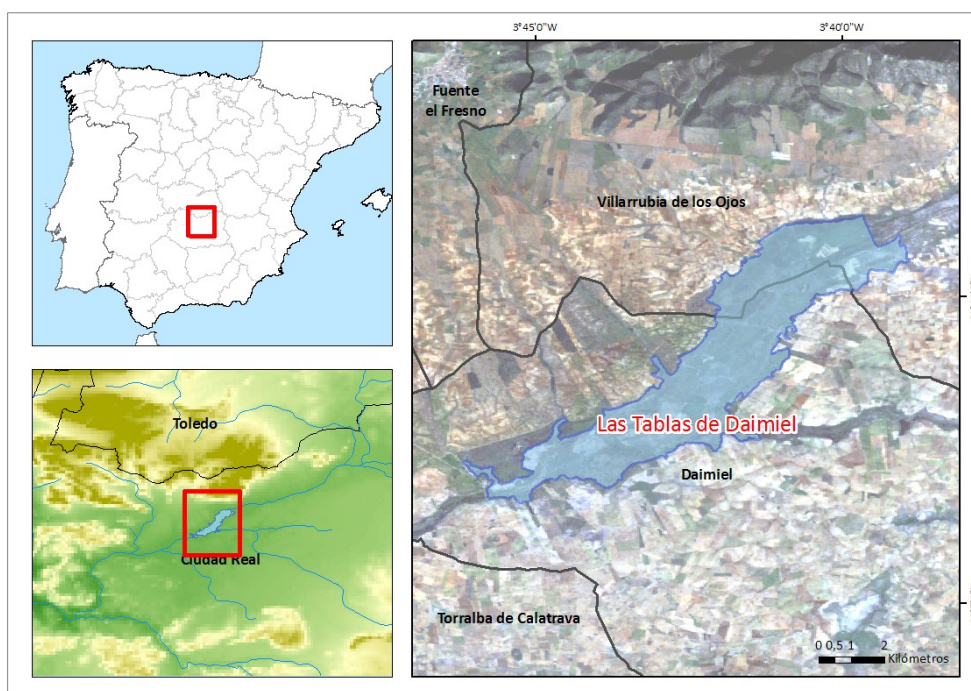 3°45'0"W
3°40'0"W
Fuente
el Fresno
Villarrubia de los Ojos
Las Tablas de Daimiel
Daimiel
Torralba de Calatrava
0 0,5 1 2
Kilómetros
Toledo
Ciudad Real